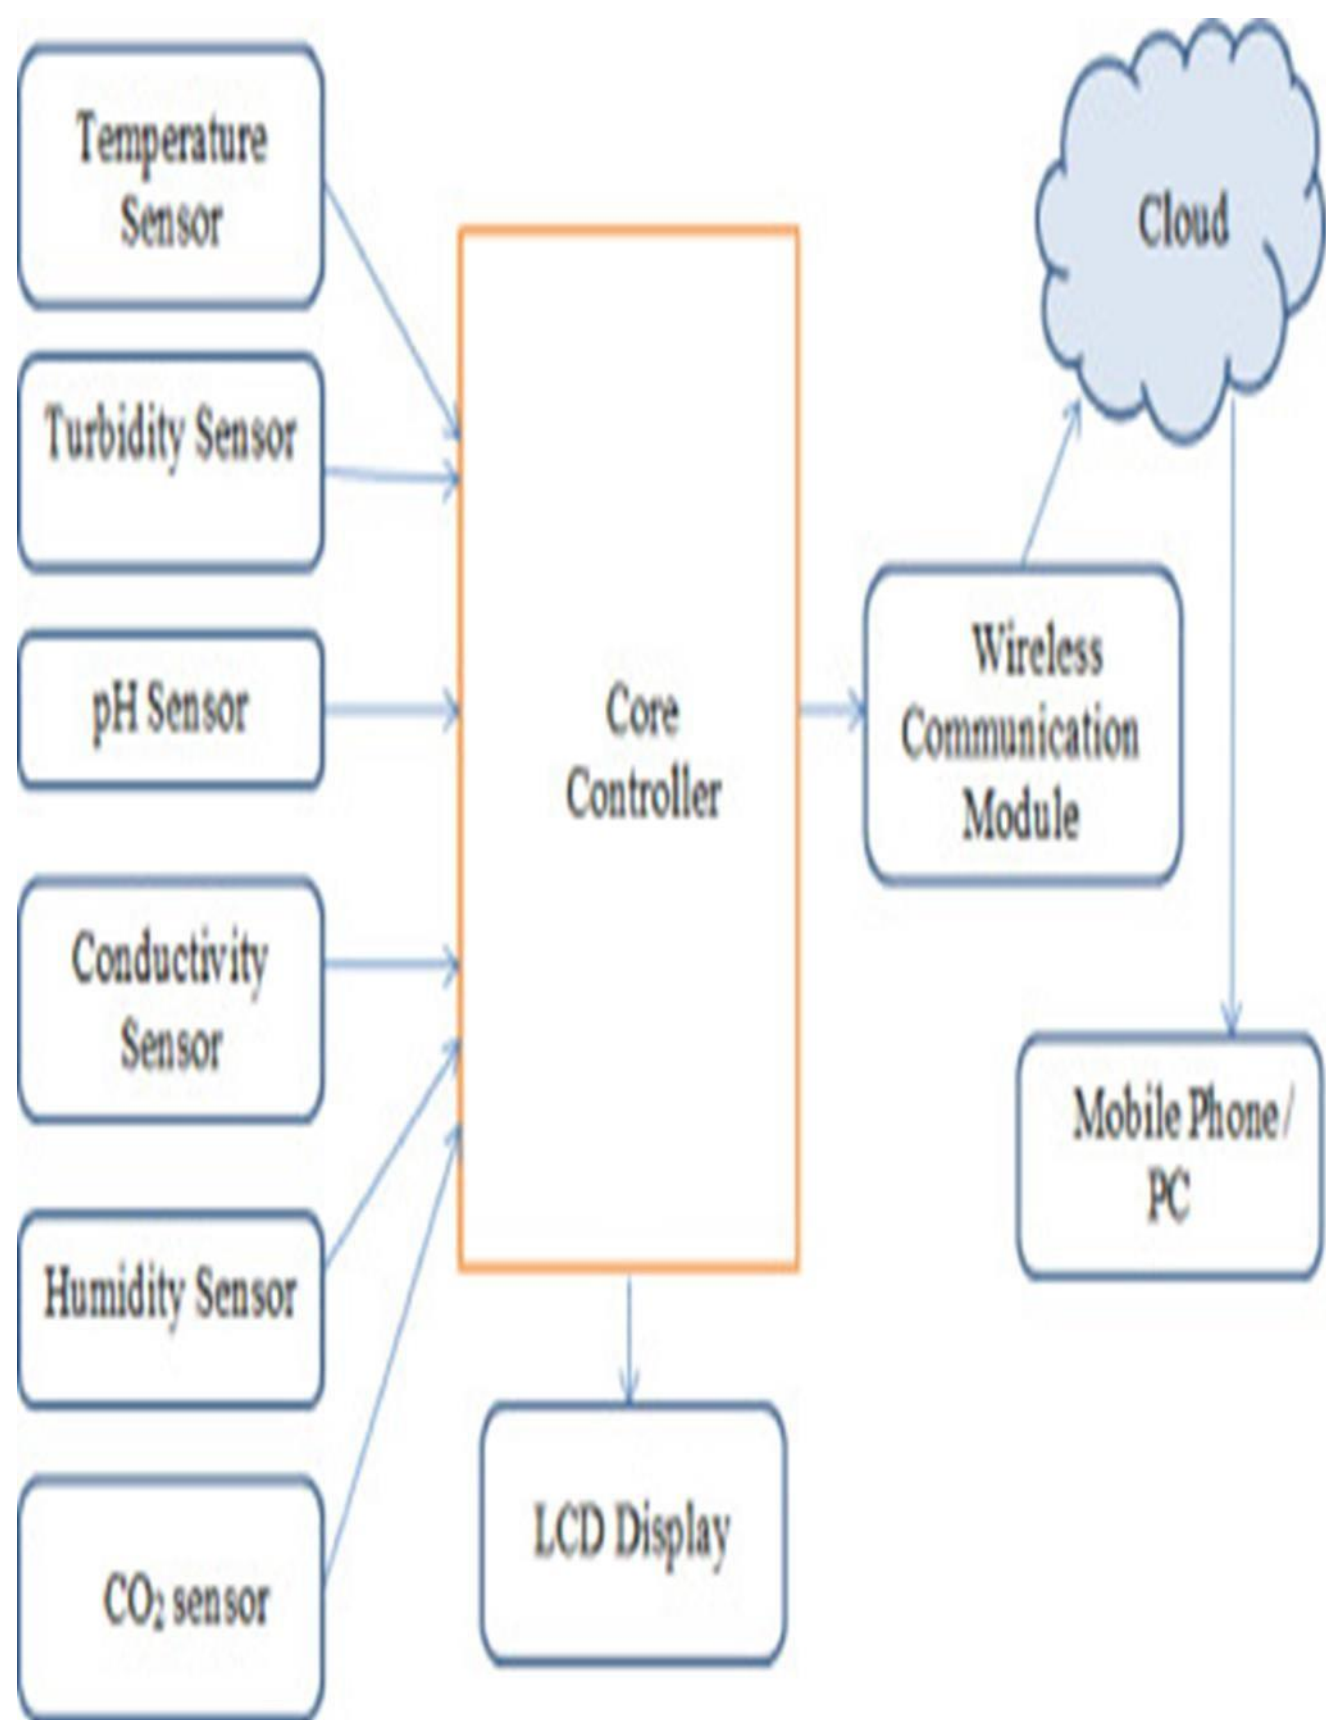 Temperature
Sensor
Turbidity Sensor
pH Sensor
Conductivity
Sensor
Humidity Sensor
CO₂ sensor
Core
Controller
LCD Display
Wireless
Communication
Module
Cloud
Mobile Phone/
PC